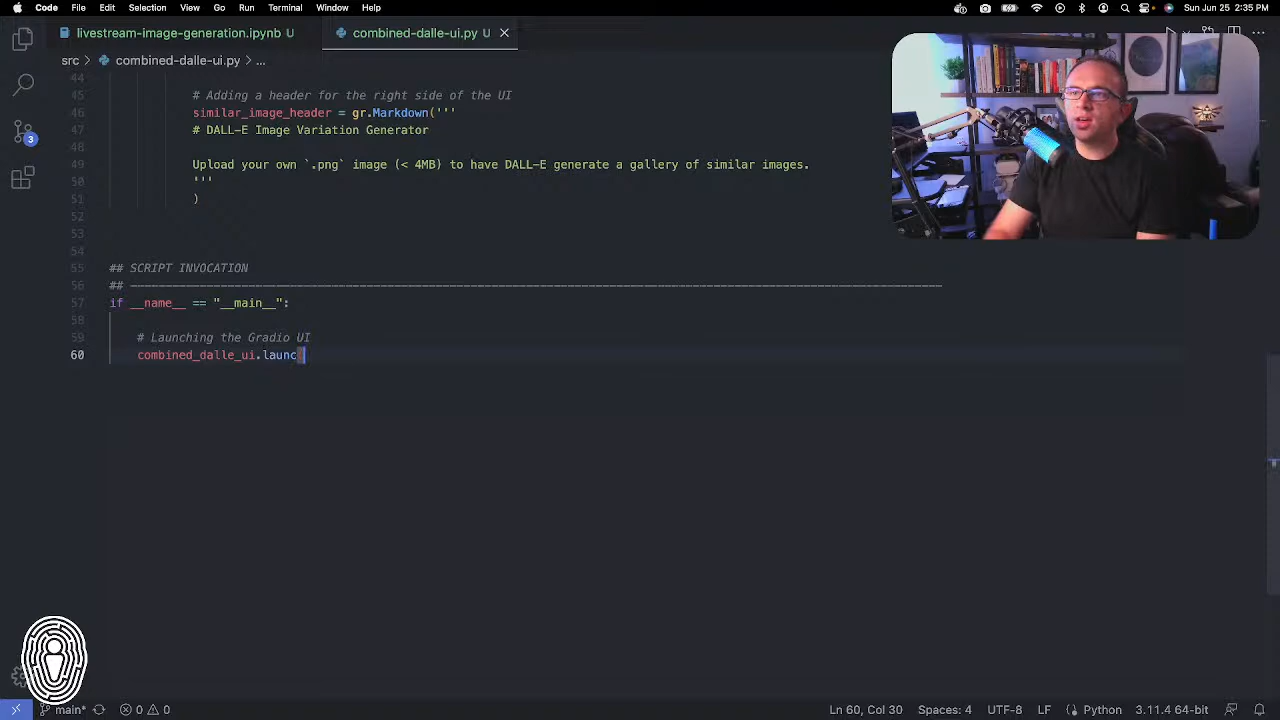 Code File Edit Selection View Go Run Terminal Window Help Sun Jun 25 2:35 PM
livestream-image-generation.ipynb U combined-dalle-ui.py U
src > combined-dalle-ui.py > ...
44
45 # Adding a header for the right side of the UI
46 similar_image_header = gr.Markdown('''
47 # DALL-E Image Variation Generator
48
49 Upload your own `.png` image (< 4MB) to have DALL-E generate a gallery of similar images.
50 '''
51 )
52
53
54
55 ## SCRIPT INVOCATION
56 ## ------------------------------------------------------------------------------------------------------------------------
57 if __name__ == "__main__":
58
59 # Launching the Gradio UI
60 combined_dalle_ui.launc
3
main* 0 0 Ln 60, Col 30 Spaces: 4 UTF-8 LF Python 3.11.4 64-bit